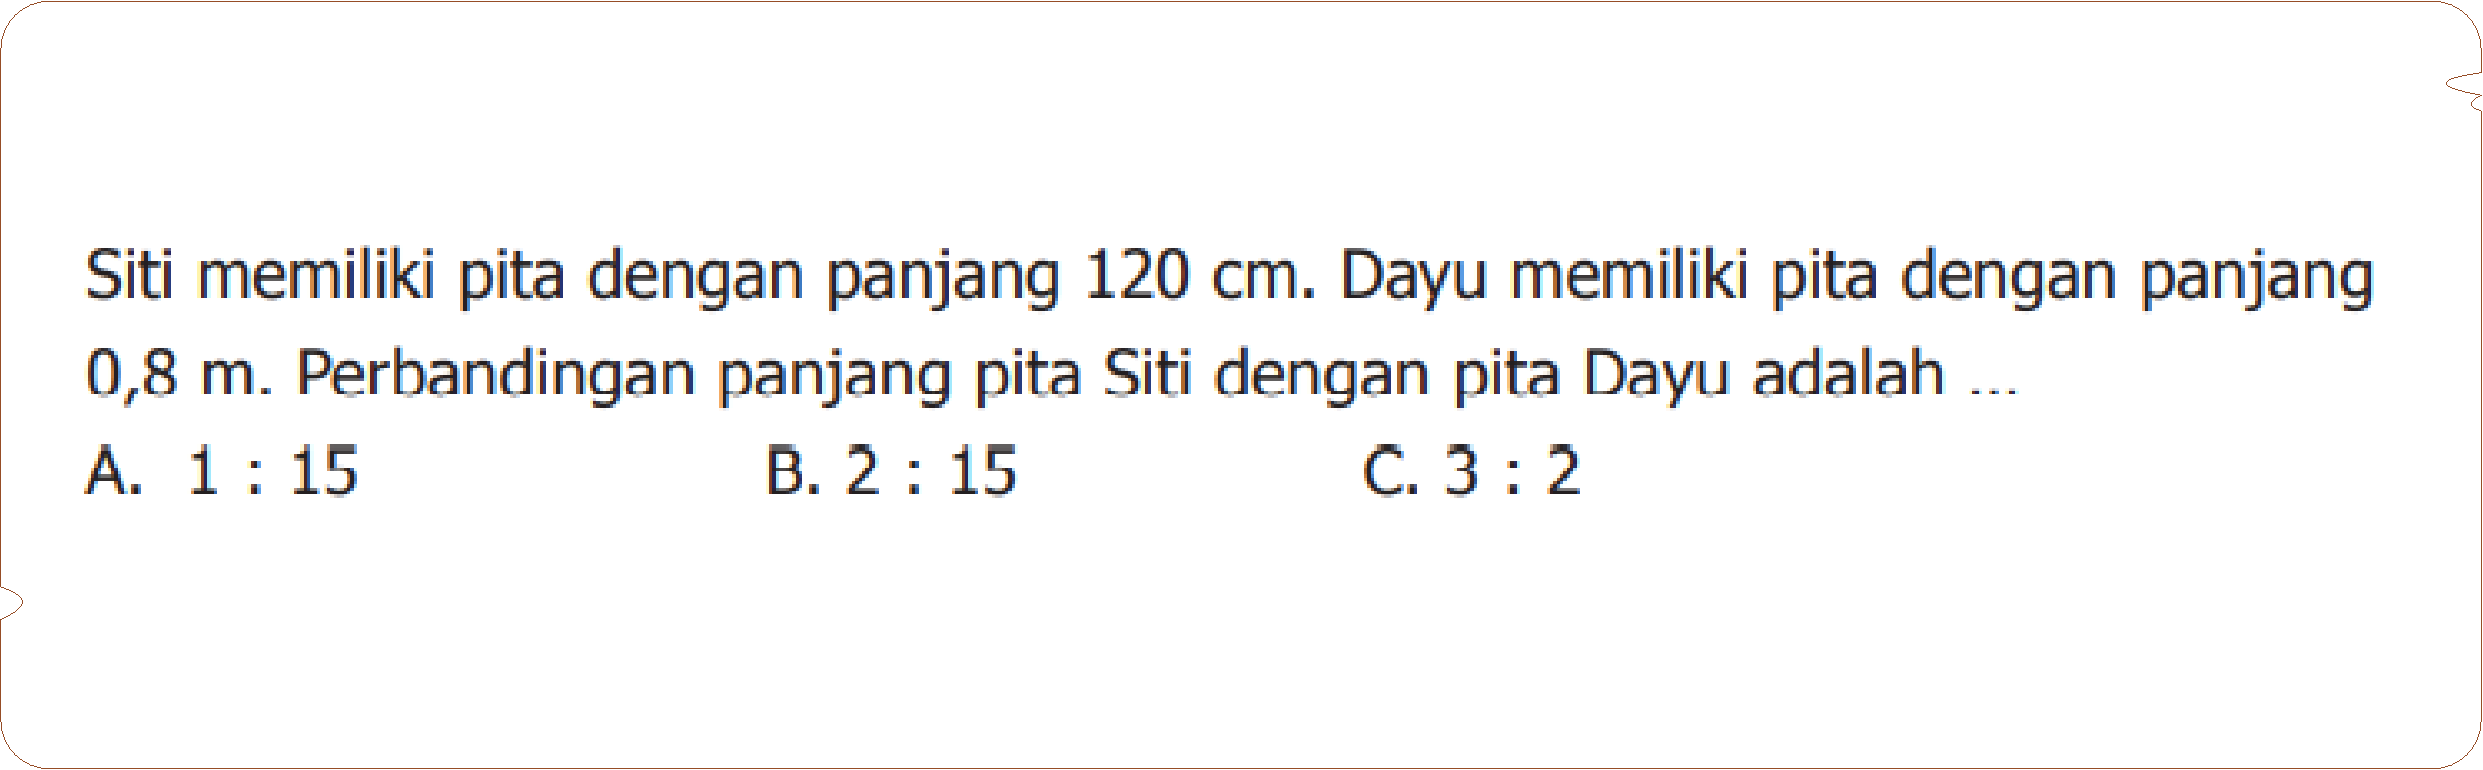 Siti memiliki pita dengan panjang 120 cm. Dayu memiliki pita dengan panjang
0,8 m. Perbandingan panjang pita Siti dengan pita Dayu adalah ...
A. 1 : 15 B. 2 : 15 C. 3 : 2